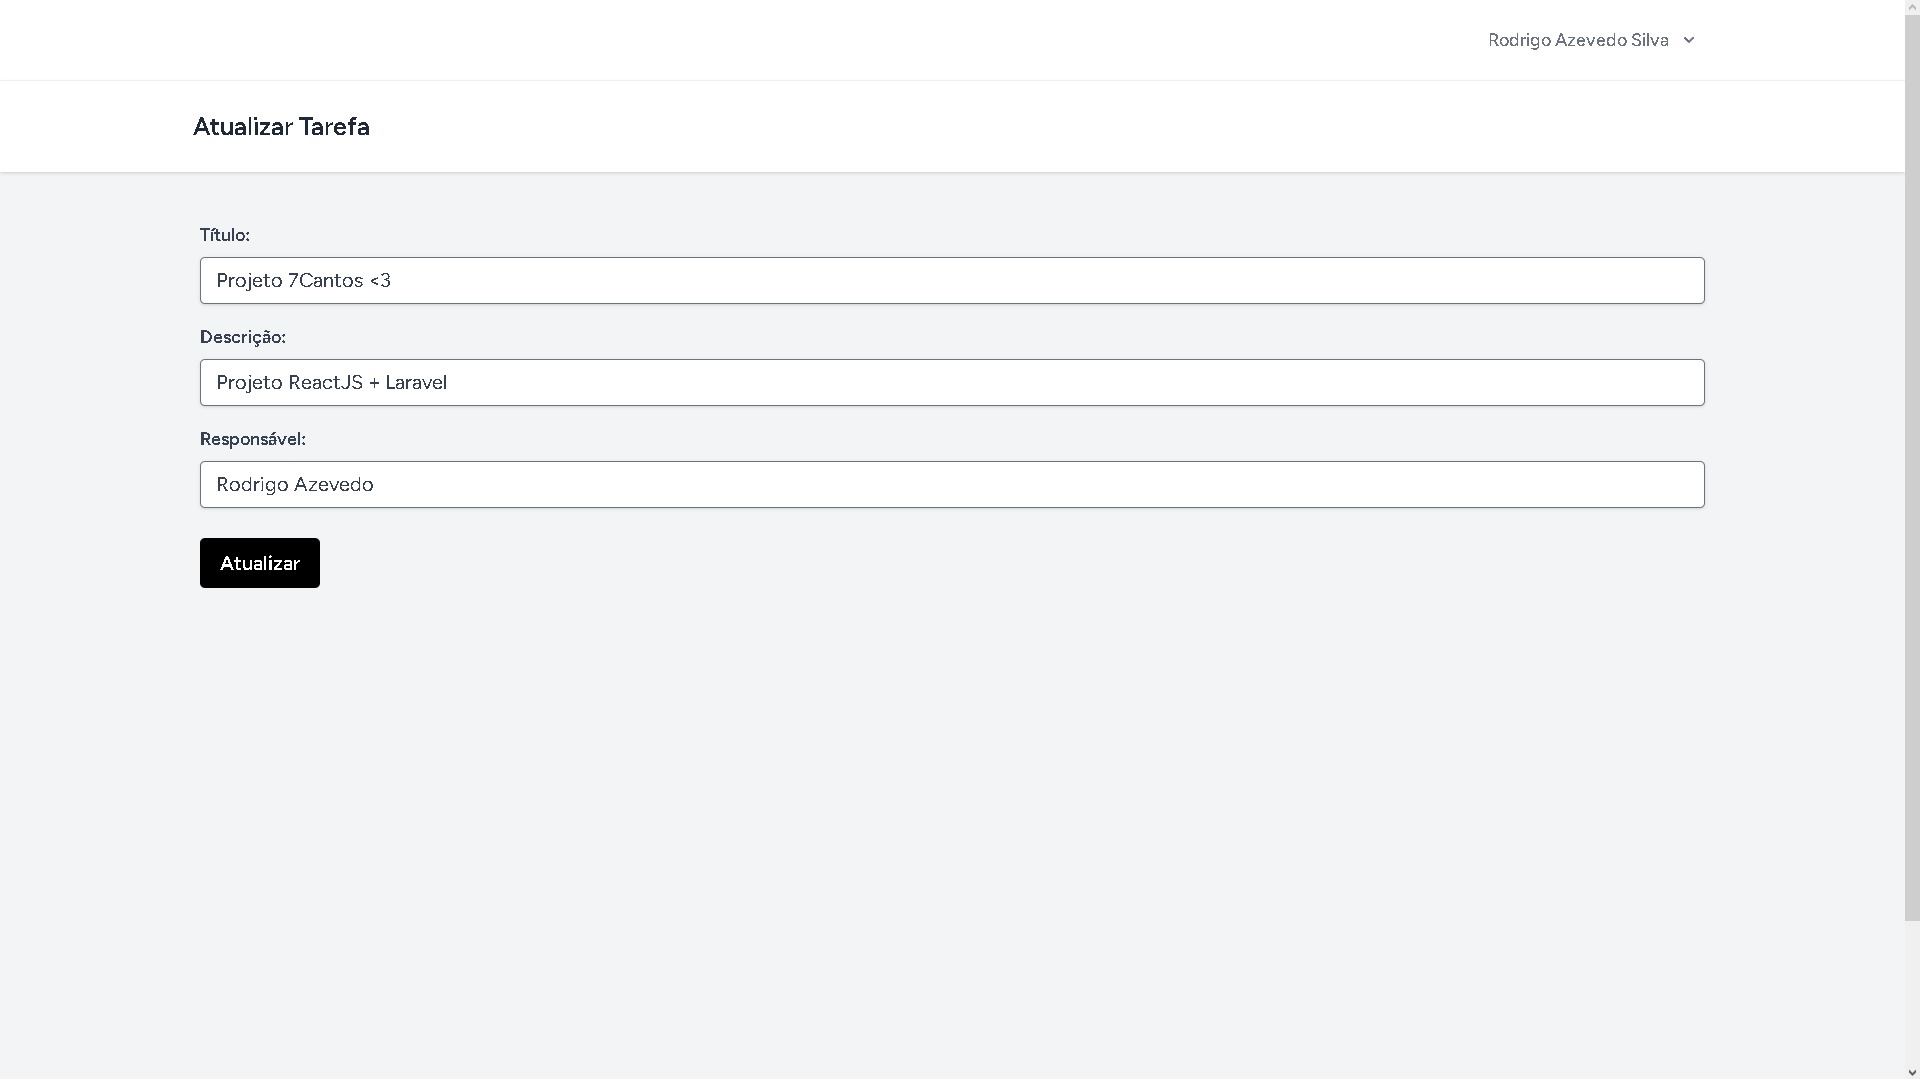 Rodrigo Azevedo Silva
Atualizar Tarefa
Título:
Projeto 7Cantos <3
Descrição:
Projeto ReactJS + Laravel
Responsável:
Rodrigo Azevedo
Atualizar